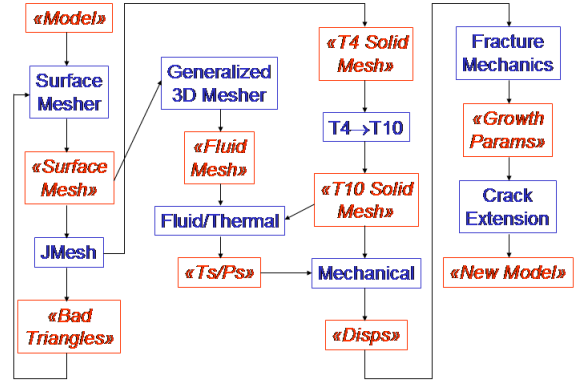 «Model»
Surface
Mesher
«Surface
Mesh»
JMesh
«Bad
Triangles»
Generalized
3D Mesher
«Fluid
Mesh»
Fluid/Thermal
«Ts/Ps»
«T4 Solid
Mesh»
T4→T10
«T10 Solid
Mesh»
Mechanical
«Disps»
Fracture
Mechanics
«Growth
Params»
Crack
Extension
«New Model»